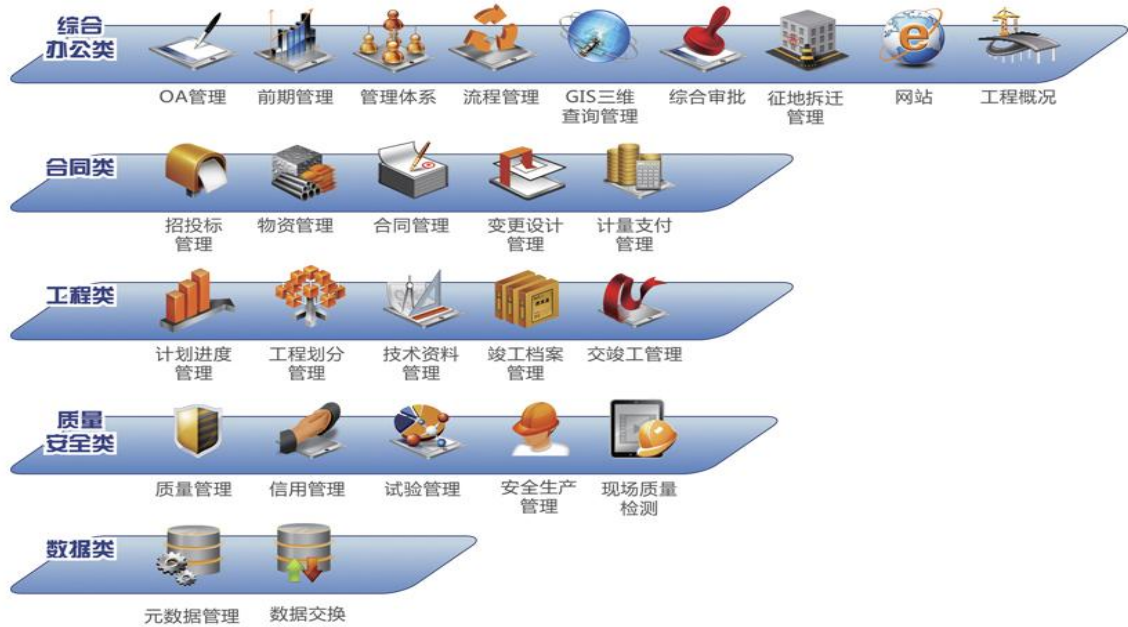 综合
办公类
OA管理
前期管理
管理体系
流程管理
GIS三维
查询管理
综合审批
征地拆迁
管理
网站
工程概况
合同类
招投标
管理
物资管理
合同管理
变更设计
管理
计量支付
管理
工程类
计划进度
管理
工程划分
管理
技术资料
管理
竣工档案
管理
交竣工管理
质量
安全类
质量管理
信用管理
试验管理
安全生产
管理
现场质量
检测
数据类
元数据管理
数据交换